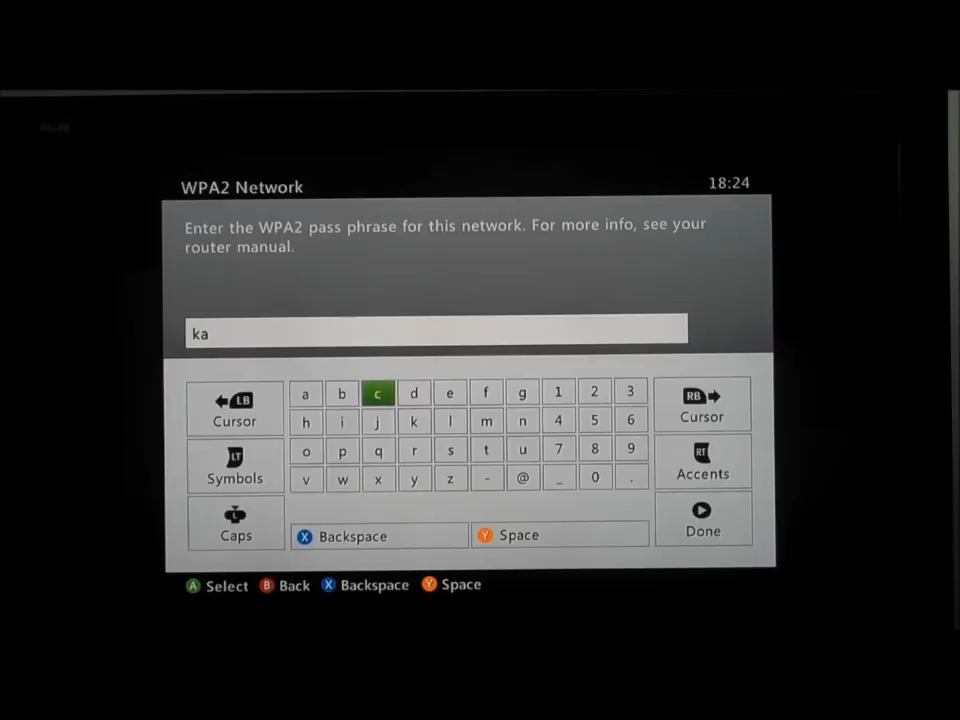 WPA2 Network 18:24
Enter the WPA2 pass phrase for this network. For more info, see your
router manual.
ka
LB a b c d e f g 1 2 3 RB
Cursor h i j k l m n 4 5 6 Cursor
LT o p q r s t u 7 8 9 RT
Symbols v w x y z - @ _ 0 . Accents
L
Caps X Backspace Y Space Done
A Select B Back X Backspace Y Space